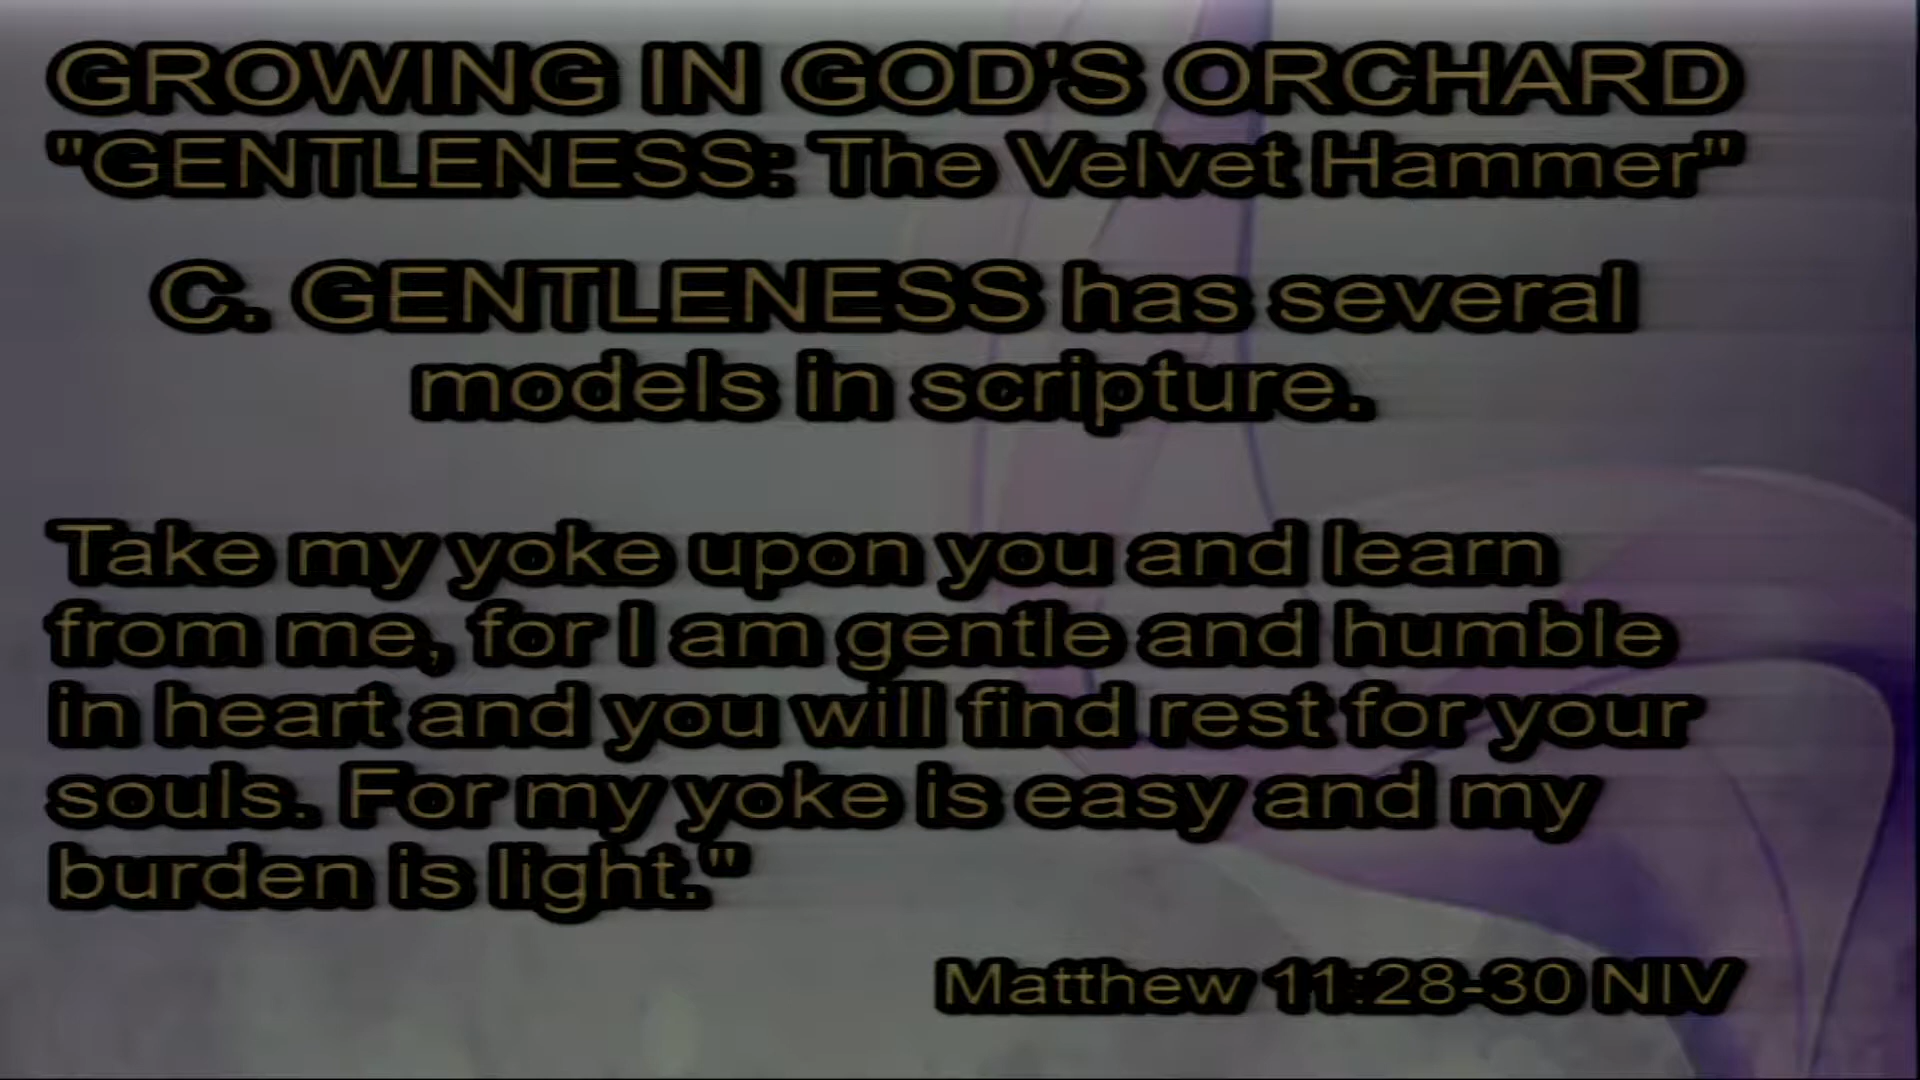 GROWING IN GOD'S ORCHARD
"GENTLENESS: The Velvet Hammer"
C. GENTLENESS has several
models in scripture.
Take my yoke upon you and learn
from me, for I am gentle and humble
in heart and you will find rest for your
souls. For my yoke is easy and my
burden is light."
Matthew 11:28-30 NIV